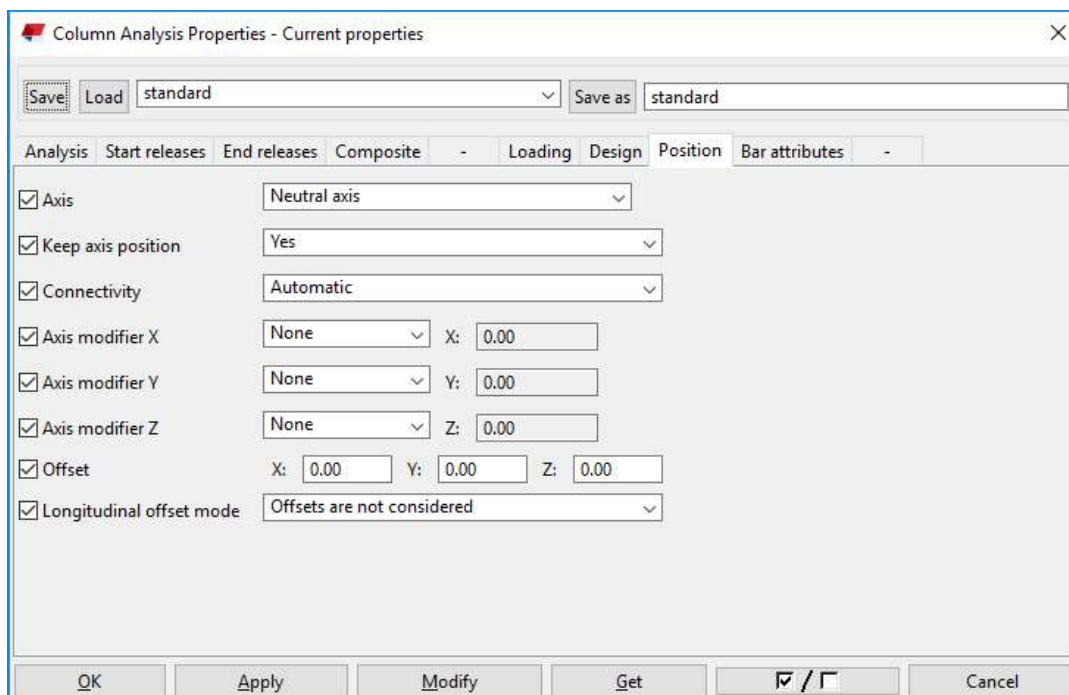 Column Analysis Properties - Current properties
Save Load standard Save as standard
Analysis Start releases End releases Composite - Loading Design Position Bar attributes -
Axis Neutral axis
Keep axis position Yes
Connectivity Automatic
Axis modifier X None X: 0.00
Axis modifier Y None Y: 0.00
Axis modifier Z None Z: 0.00
Offset X: 0.00 Y: 0.00 Z: 0.00
Longitudinal offset mode Offsets are not considered
OK Apply Modify Get / Cancel